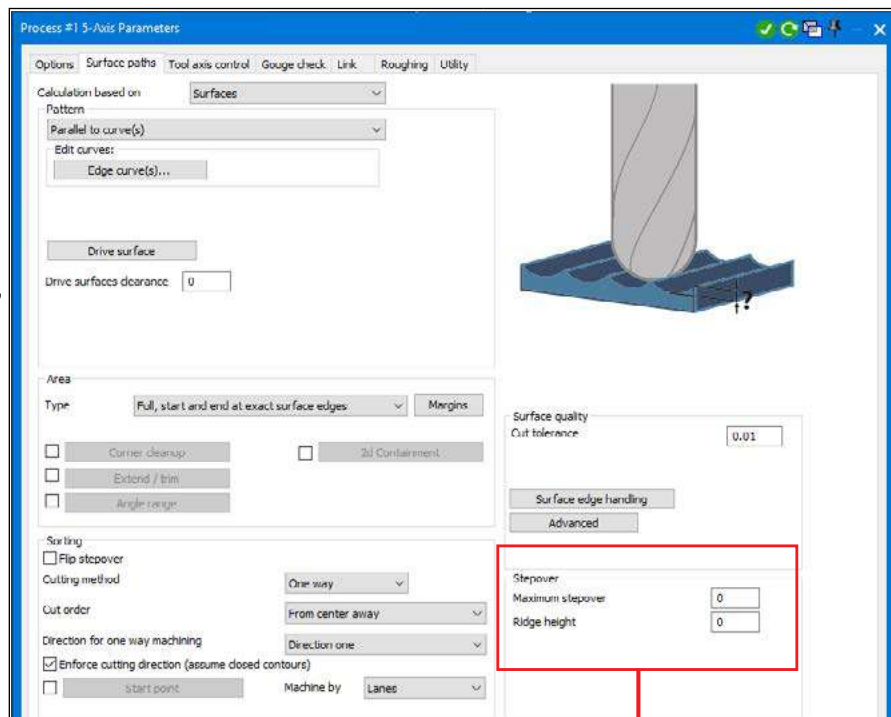 Process #1 5-Axis Parameters
Options Surface paths Tool axis control Gouge check Link Roughing Utility
Calculation based on Surfaces
Pattern
Parallel to curve(s)
Edit curves:
Edge curve(s)...
Drive surface
Drive surfaces clearance 0
?
Area
Type Full, start and end at exact surface edges Margins
Corner cleanup 2d Containment
Extend / trim
Angle range
Surface quality
Cut tolerance 0.01
Surface edge handling
Advanced
Sorting
Flip stepover
Cutting method One way
Cut order From center away
Direction for one way machining Direction one
Enforce cutting direction (assume closed contours)
Start point Machine by Lanes
Stepover
Maximum stepover 0
Ridge height 0